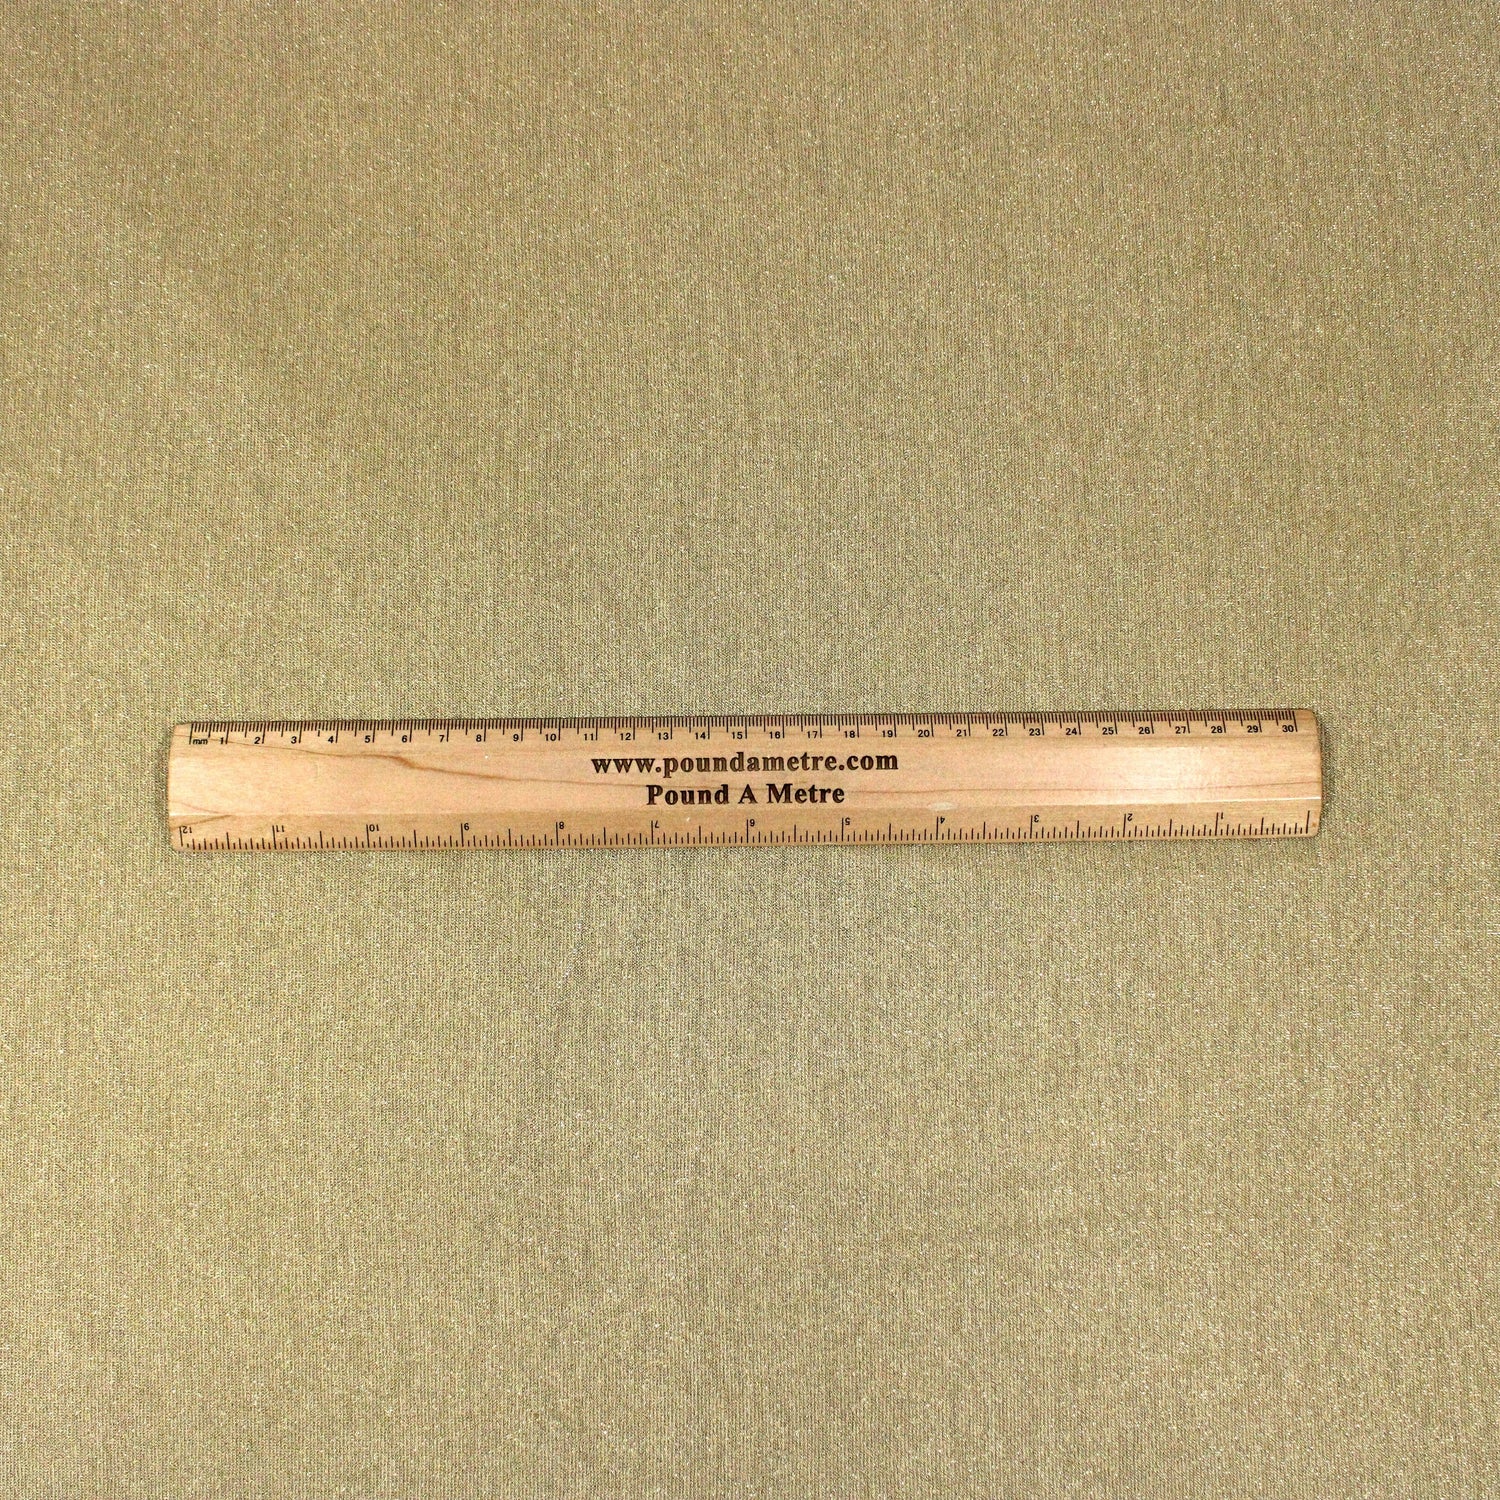 mm 1 2 3 4 5 6 7 8 9 10 11 12 13 14 15 16 17 18 19 20 21 22 23 24 25 26 27 28 29 30
www.poundametre.com
Pound A Metre
12 11 10 9 8 7 6 5 4 3 2 1